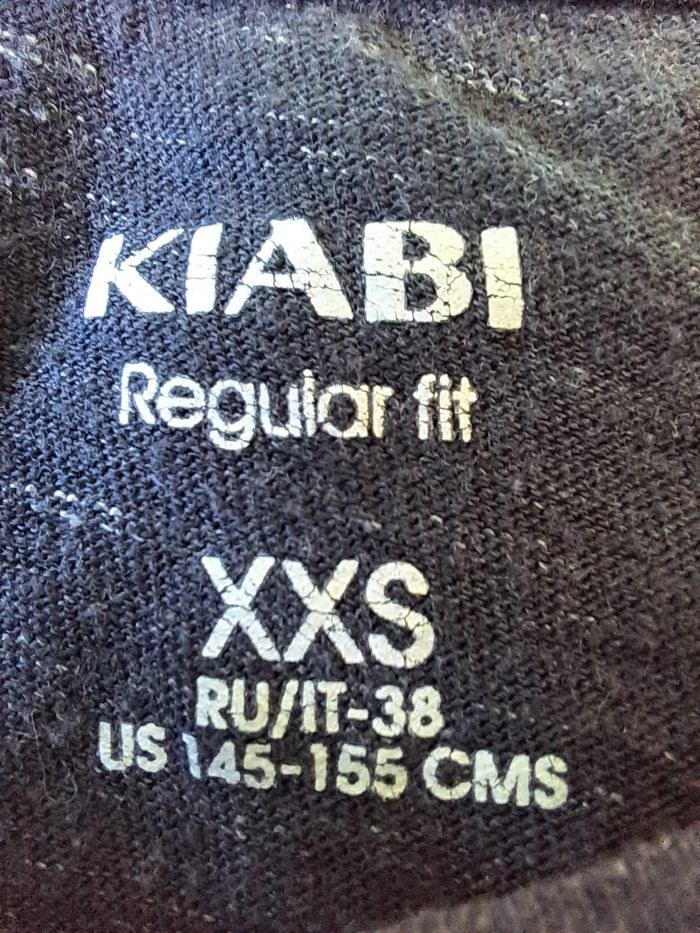 KIABI
Regular fit
XXS
RU/IT-38
US 145-155 CMS